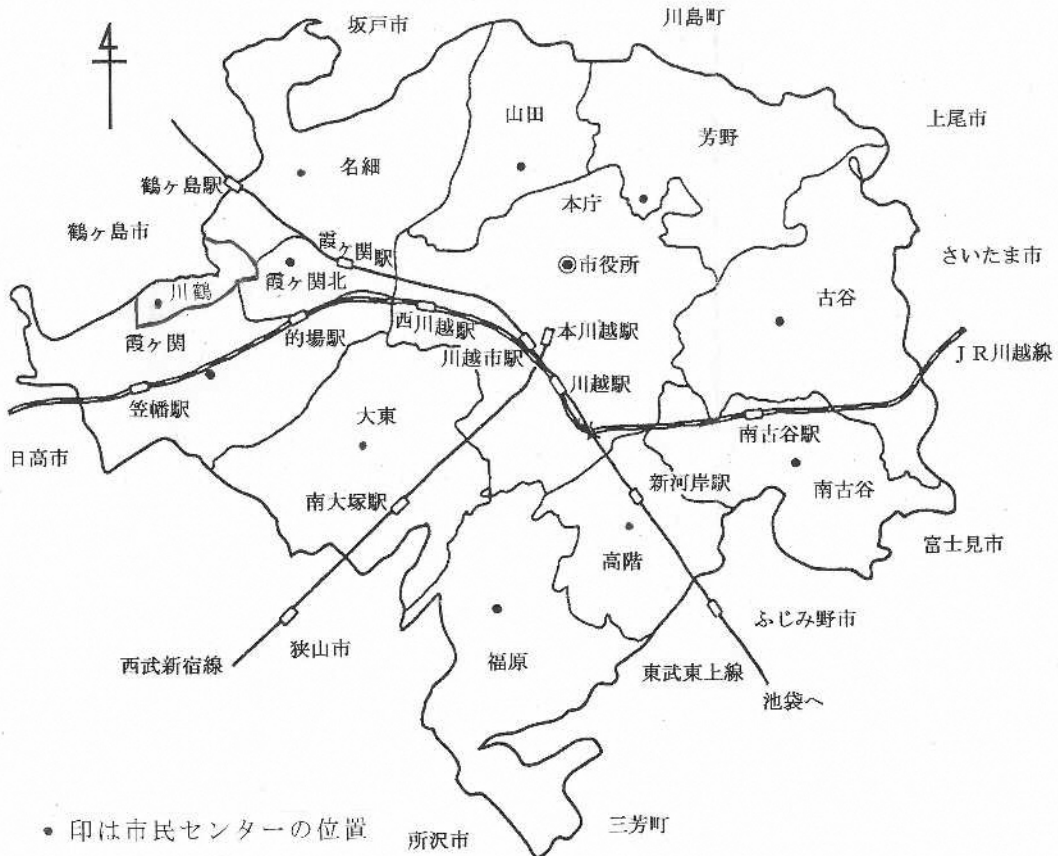 坂戸市
川島町
上尾市
山田
芳野
名細
鶴ヶ島駅
鶴ヶ島市
本庁
霞ヶ関駅
◎市役所
さいたま市
川鶴
霞ヶ関北
古谷
霞ヶ関
的場駅
西川越駅
本川越駅
川越市駅
川越駅
JR川越線
笠幡駅
大東
南古谷駅
日高市
南大塚駅
新河岸駅
南古谷
高階
富士見市
ふじみ野市
西武新宿線
狭山市
福原
東武東上線
池袋へ
● 印は市民センターの位置
所沢市
三芳町